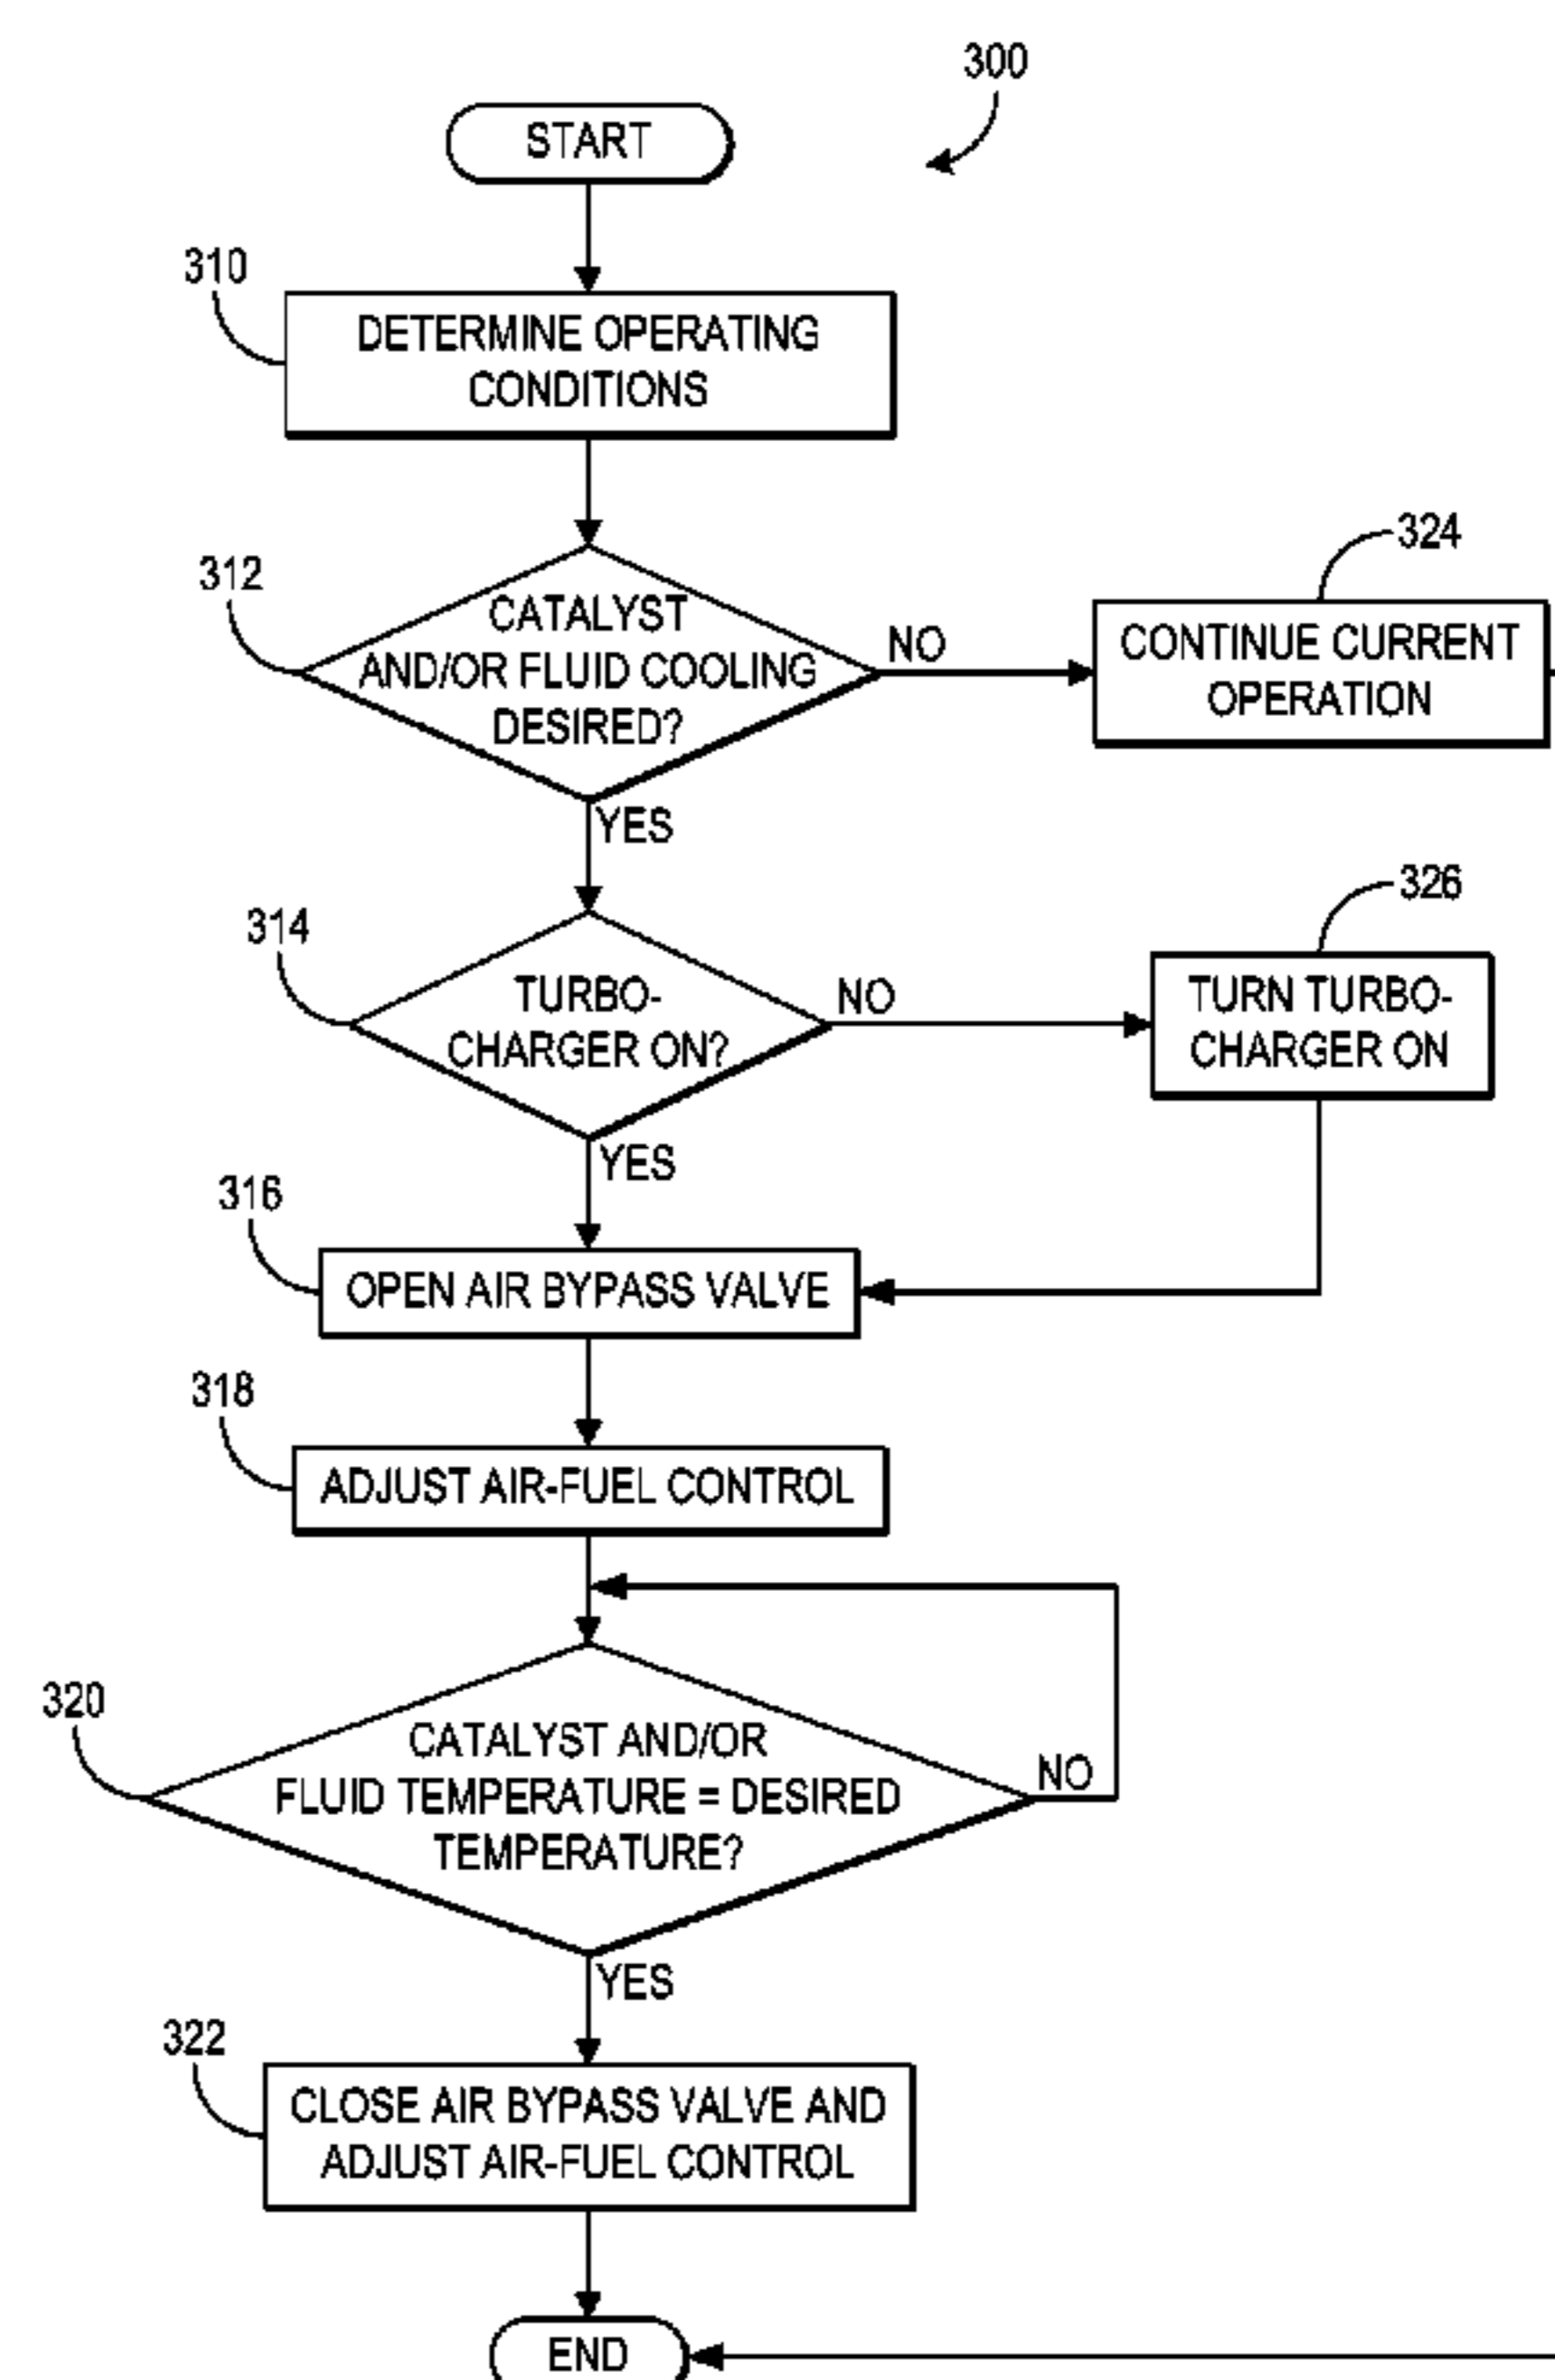 300
START
310
DETERMINE OPERATING
CONDITIONS
312
CATALYST
AND/OR FLUID COOLING
DESIRED?
NO
324
CONTINUE CURRENT
OPERATION
YES
314
TURBO-
CHARGER ON?
NO
326
TURN TURBO-
CHARGER ON
YES
316
OPEN AIR BYPASS VALVE
318
ADJUST AIR-FUEL CONTROL
320
CATALYST AND/OR
FLUID TEMPERATURE = DESIRED
TEMPERATURE?
NO
YES
322
CLOSE AIR BYPASS VALVE AND
ADJUST AIR-FUEL CONTROL
END